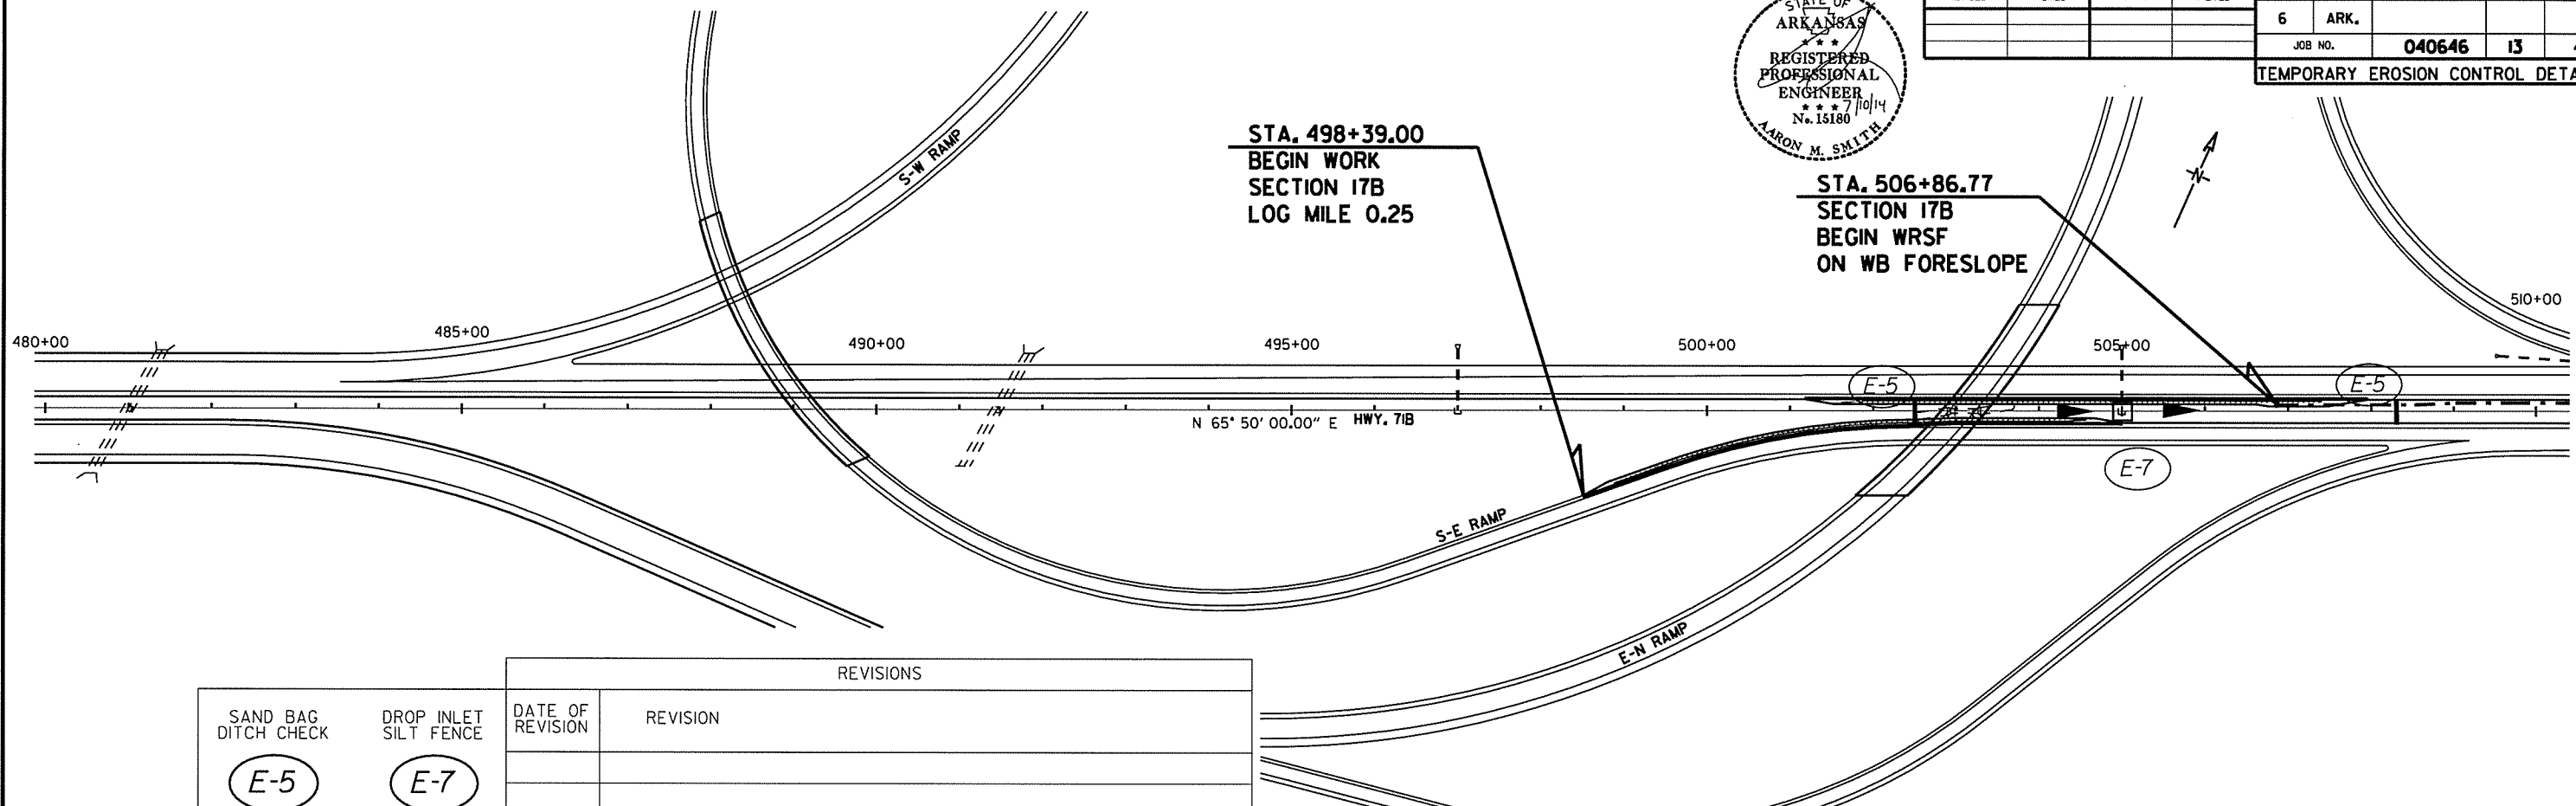 STATE OF
ARKANSAS
* * *
REGISTERED
PROFESSIONAL
ENGINEER
* * *
7/10/14
No. 15180
AARON M. SMITH
6 ARK.
JOB NO. 040646 13
TEMPORARY EROSION CONTROL DETA
STA. 498+39.00
BEGIN WORK
SECTION 17B
LOG MILE 0.25
STA. 506+86.77
SECTION 17B
BEGIN WRSF
ON WB FORESLOPE
N
S-W RAMP
480+00
485+00
490+00
495+00
500+00
505+00
510+00
E-5
E-5
N 65° 50' 00.00" E HWY. 71B
E-7
S-E RAMP
E-N RAMP
REVISIONS
DATE OF
REVISION
REVISION
SAND BAG
DITCH CHECK
DROP INLET
SILT FENCE
E-5
E-7